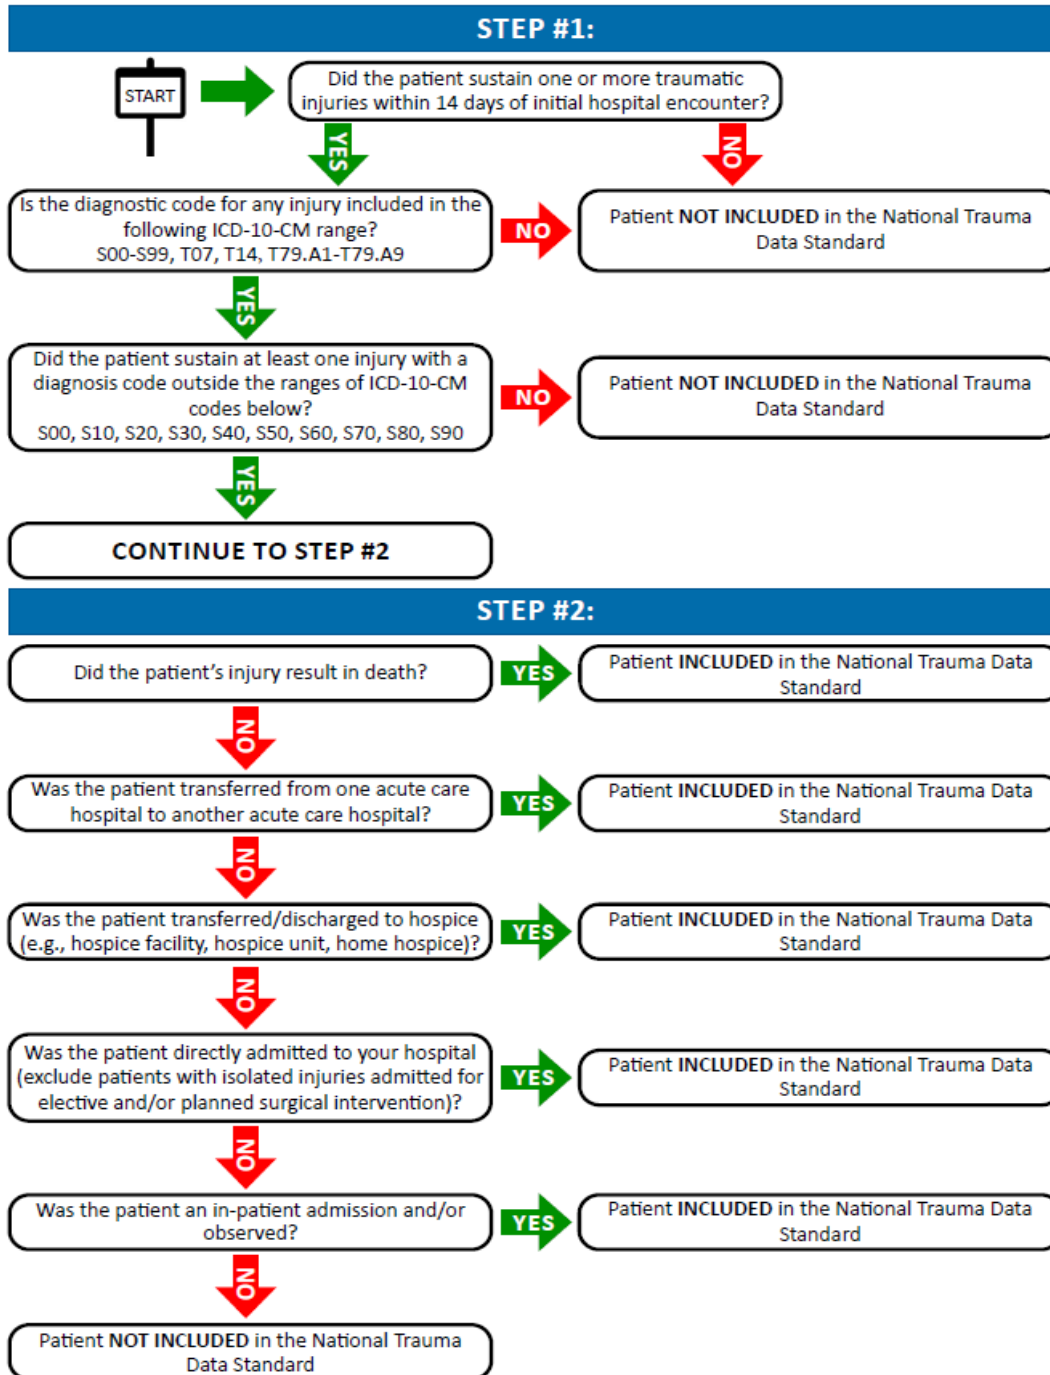 STEP #1:
START
Did the patient sustain one or more traumatic
injuries within 14 days of initial hospital encounter?
YES
NO
Is the diagnostic code for any injury included in the
following ICD-10-CM range?
S00-S99, T07, T14, T79.A1-T79.A9
NO
Patient NOT INCLUDED in the National Trauma
Data Standard
YES
Did the patient sustain at least one injury with a
diagnosis code outside the ranges of ICD-10-CM
codes below?
S00, S10, S20, S30, S40, S50, S60, S70, S80, S90
NO
Patient NOT INCLUDED in the National Trauma
Data Standard
YES
CONTINUE TO STEP #2
STEP #2:
Did the patient's injury result in death?
YES
Patient INCLUDED in the National Trauma Data
Standard
NO
Was the patient transferred from one acute care
hospital to another acute care hospital?
YES
Patient INCLUDED in the National Trauma Data
Standard
NO
Was the patient transferred/discharged to hospice
(e.g., hospice facility, hospice unit, home hospice)?
YES
Patient INCLUDED in the National Trauma Data
Standard
NO
Was the patient directly admitted to your hospital
(exclude patients with isolated injuries admitted for
elective and/or planned surgical intervention)?
YES
Patient INCLUDED in the National Trauma Data
Standard
NO
Was the patient an in-patient admission and/or
observed?
YES
Patient INCLUDED in the National Trauma Data
Standard
NO
Patient NOT INCLUDED in the National Trauma
Data Standard